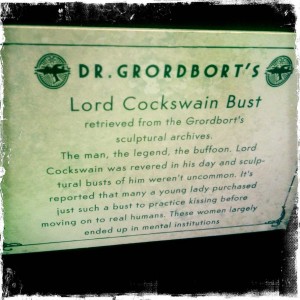 DR.GRORDBORT'S
Lord Cockswain Bust
retrieved from the Grordbort's
sculptural archives.
The man, the legend, the buffoon. Lord
Cockswain was revered in his day and sculp-
tural busts of him weren't uncommon. It's
reported that many a young lady purchased
just such a bust to practice kissing before
moving on to real humans. These women largely
ended up in mental institutions